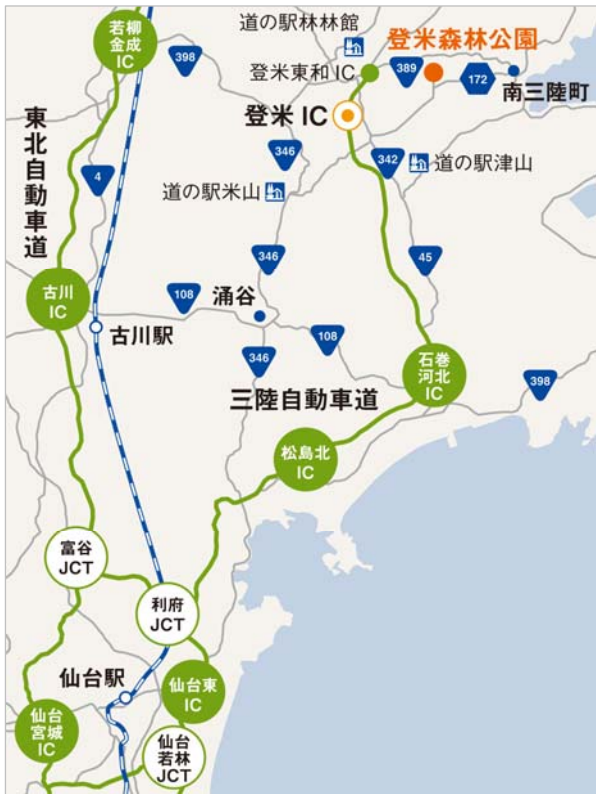 若柳
金成
IC
398
道の駅林林館
登米森林公園
登米東和IC
389
172
南三陸町
登米 IC
東北自動車道
346
342
道の駅津山
4
道の駅米山
346
45
古川
IC
108
涌谷
古川駅
346
108
石巻
河北
IC
398
三陸自動車道
松島北
IC
富谷
JCT
利府
JCT
仙台駅
仙台東
IC
仙台
宮城
IC
仙台
若林
JCT